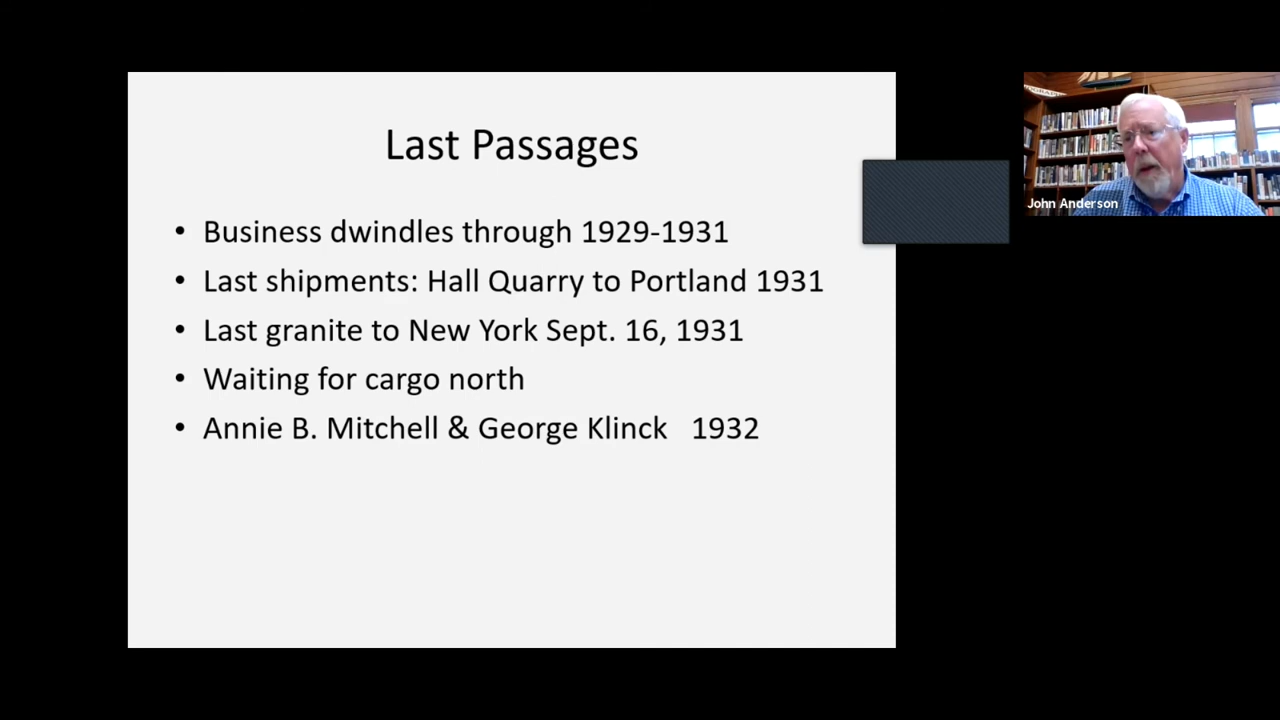 Last Passages
• Business dwindles through 1929-1931
• Last shipments: Hall Quarry to Portland 1931
• Last granite to New York Sept. 16, 1931
• Waiting for cargo north
• Annie B. Mitchell & George Klinck 1932
John Anderson